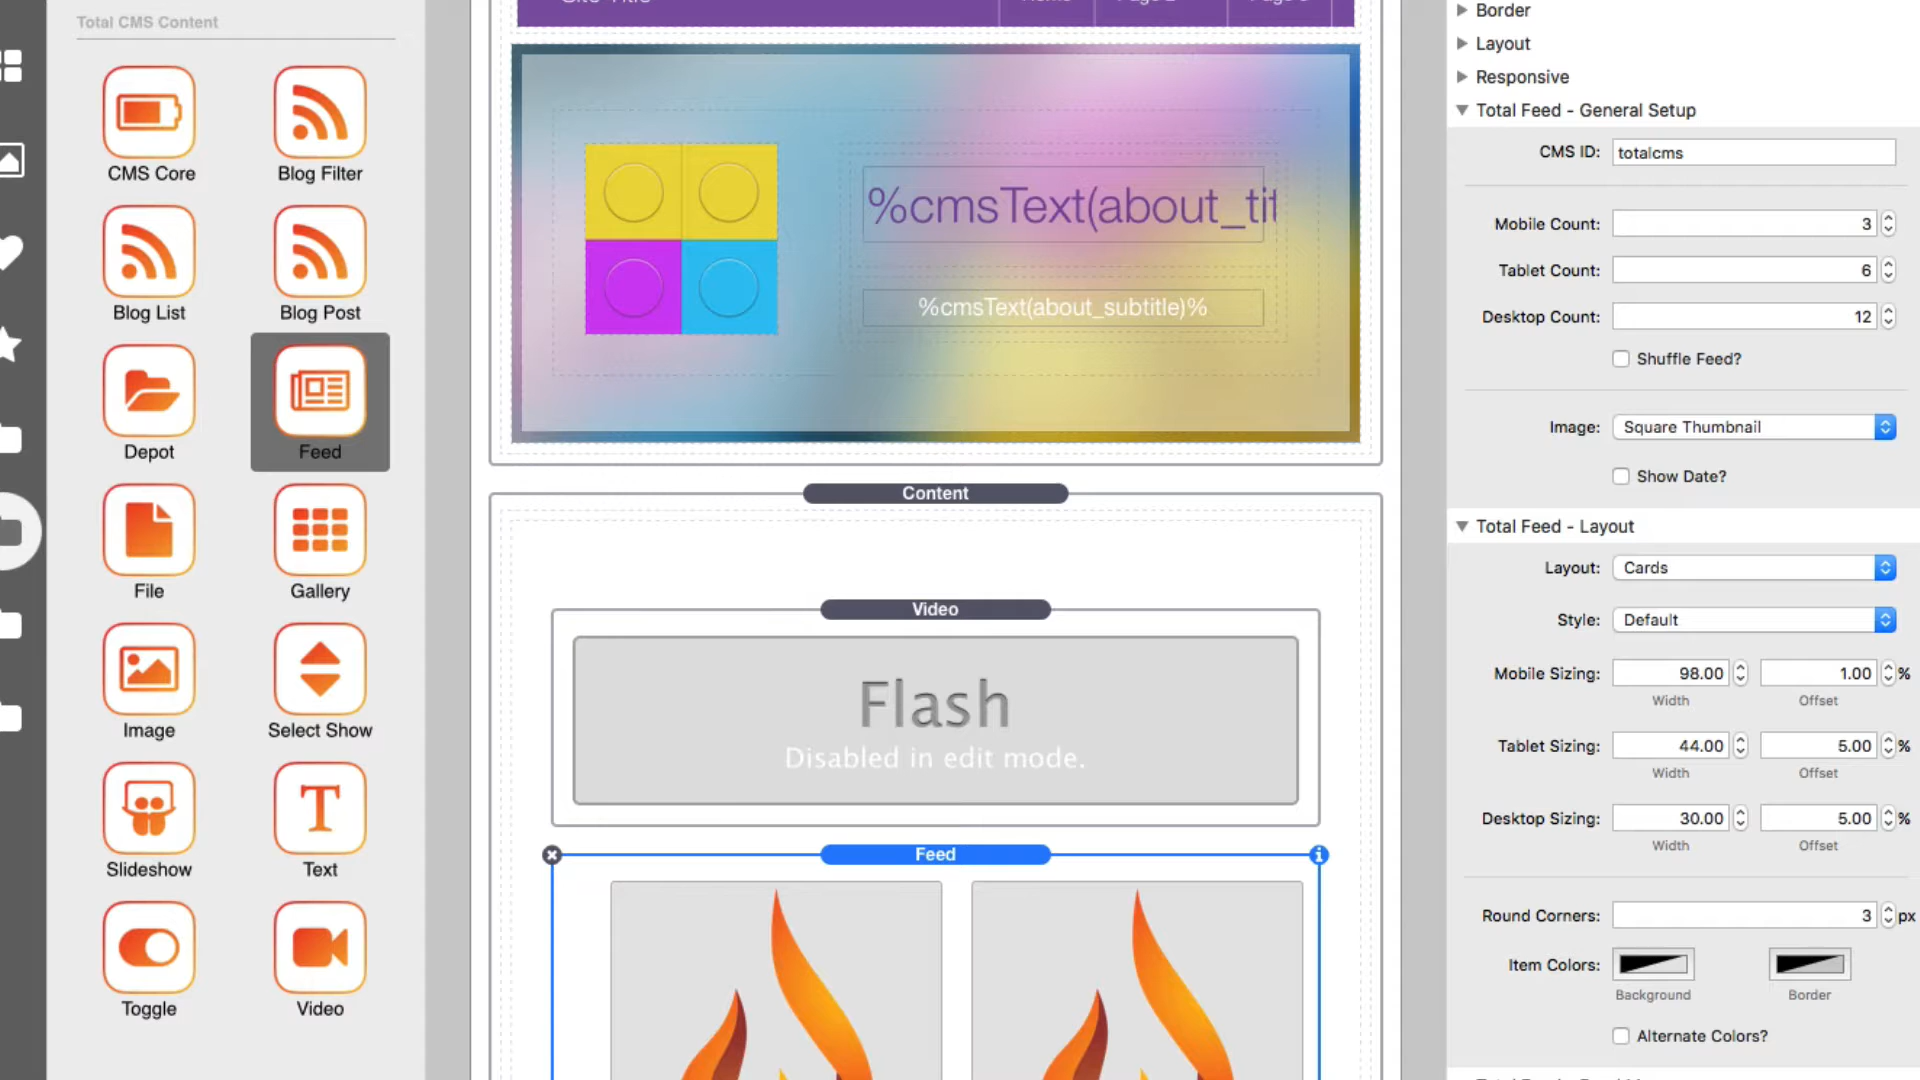 Total CMS Content
CMS Core
Blog Filter
Blog List
Blog Post
Depot
Feed
File
Gallery
Image
Select Show
Slideshow
Text
Toggle
Video
%cmsText(about_tit
%cmsText(about_subtitle)%
Content
Video
Flash
Disabled in edit mode.
Feed
Border
Layout
Responsive
Total Feed - General Setup
CMS ID: totalcms
Mobile Count: 3
Tablet Count: 6
Desktop Count: 12
Shuffle Feed?
Image: Square Thumbnail
Show Date?
Total Feed - Layout
Layout: Cards
Style: Default
Mobile Sizing: 98.00 1.00 %
Width Offset
Tablet Sizing: 44.00 5.00 %
Width Offset
Desktop Sizing: 30.00 5.00 %
Width Offset
Round Corners: 3 px
Item Colors:
Background Border
Alternate Colors?